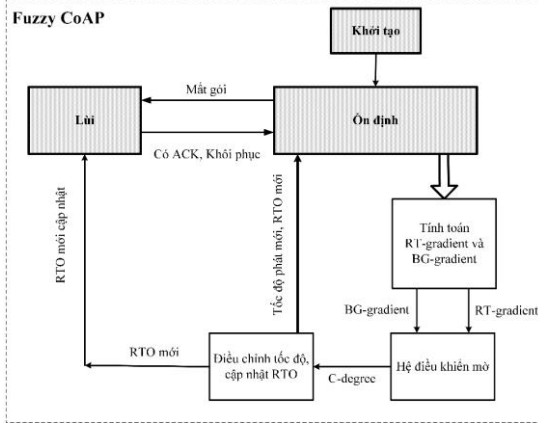 Fuzzy CoAP
Khởi tạo
Mất gói
Lùi
Ổn định
Có ACK, Khôi phục
RTO mới cập nhật
Tốc độ phát mới, RTO mới
Tính toán
RT-gradient và
BG-gradient
BG-gradient
RT-gradient
RTO mới
Điều chỉnh tốc độ,
cập nhật RTO
C-degree
Hệ điều khiển mờ